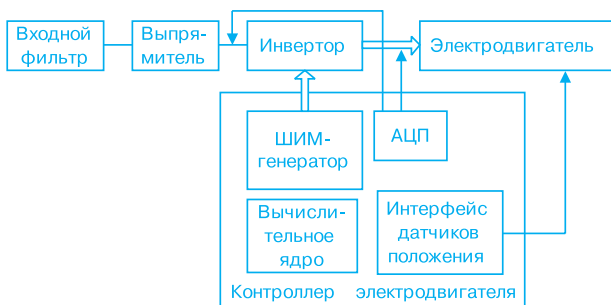 Входной
фильтр
Выпря-
митель
Инвертор
Электродвигатель
ШИМ-
генератор
АЦП
Вычисли-
тельное
ядро
Интерфейс
датчиков
положения
Контроллер электродвигателя